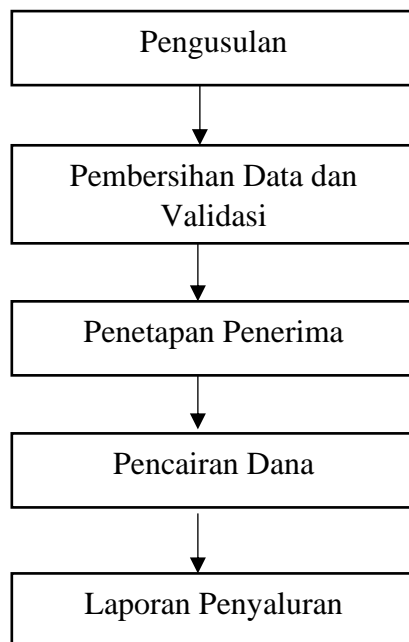 Pengusulan
Pembersihan Data dan
Validasi
Penetapan Penerima
Pencairan Dana
Laporan Penyaluran